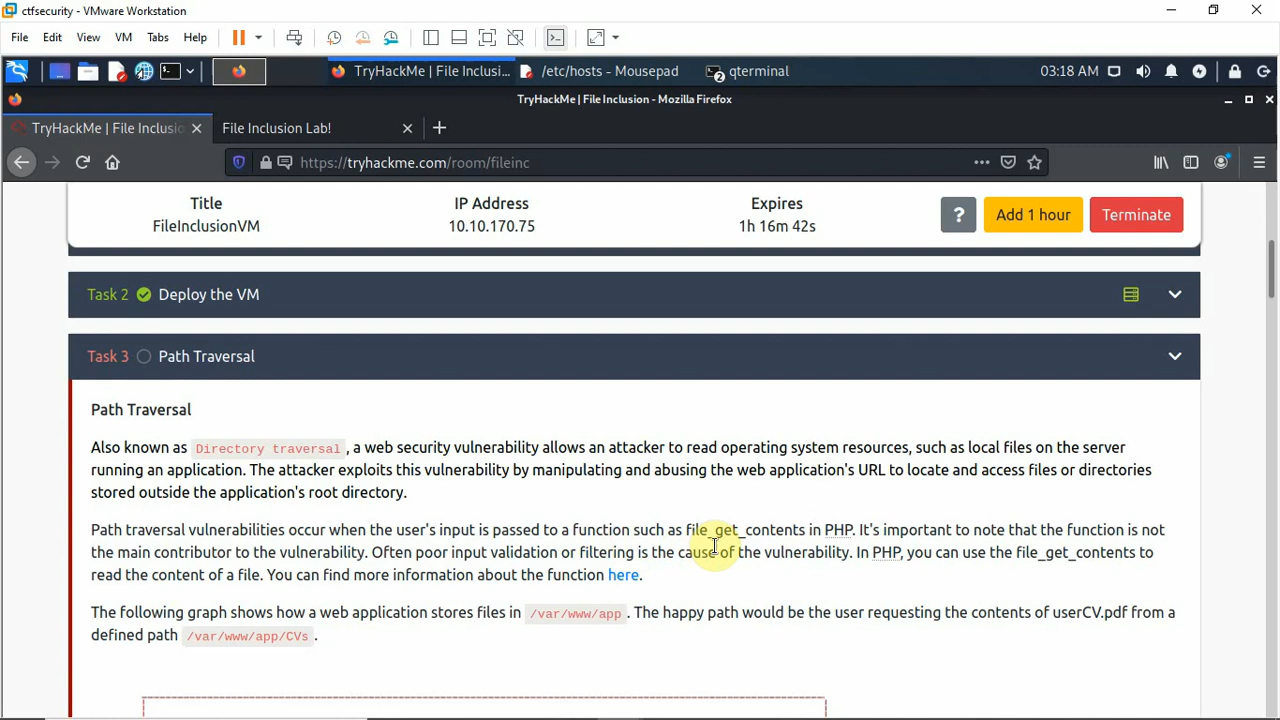 ctfsecurity - VMware Workstation
File Edit View VM Tabs Help
TryHackMe | File Inclusi... /etc/hosts - Mousepad 2 qterminal 03:18 AM
TryHackMe | File Inclusion - Mozilla Firefox
TryHackMe | File Inclusio File Inclusion Lab!
https://tryhackme.com/room/fileinc
Title IP Address Expires
FileInclusionVM 10.10.170.75 1h 16m 42s
? Add 1 hour Terminate
Task 2 Deploy the VM
Task 3 Path Traversal
Path Traversal
Also known as Directory traversal , a web security vulnerability allows an attacker to read operating system resources, such as local files on the server
running an application. The attacker exploits this vulnerability by manipulating and abusing the web application's URL to locate and access files or directories
stored outside the application's root directory.
Path traversal vulnerabilities occur when the user's input is passed to a function such as file_get_contents in PHP. It's important to note that the function is not
the main contributor to the vulnerability. Often poor input validation or filtering is the cause of the vulnerability. In PHP, you can use the file_get_contents to
read the content of a file. You can find more information about the function here.
The following graph shows how a web application stores files in /var/www/app . The happy path would be the user requesting the contents of userCV.pdf from a
defined path /var/www/app/CVs .